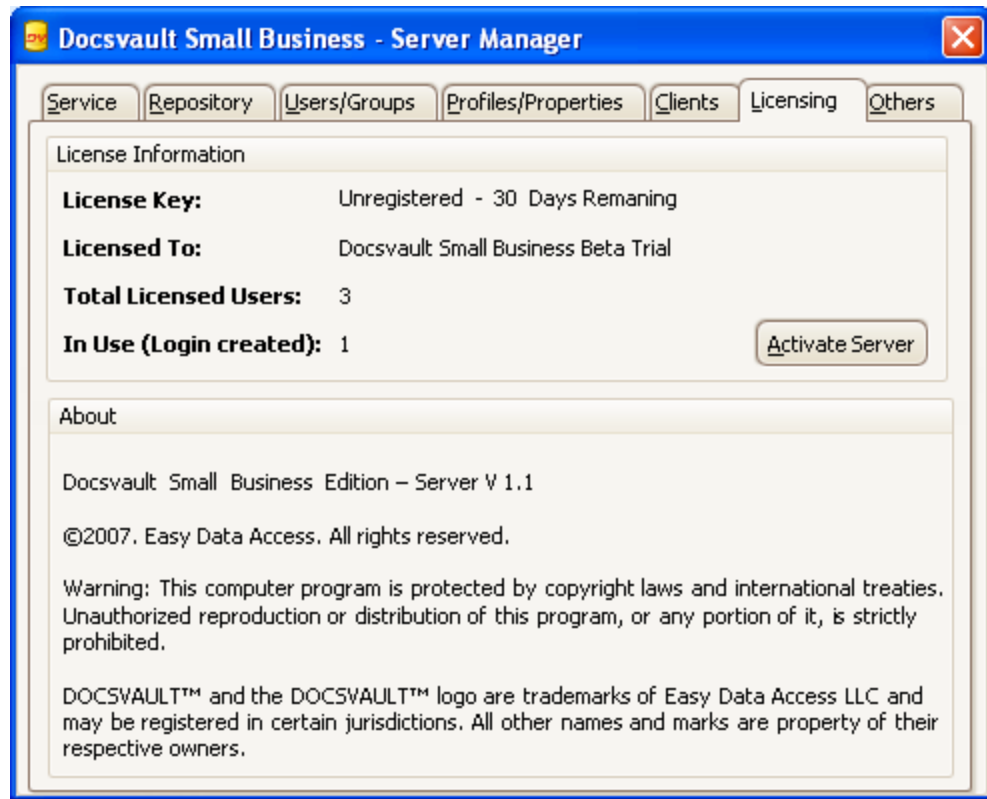 Docsvault Small Business - Server Manager
Service Repository Users/Groups Profiles/Properties Clients Licensing Others
License Information
License Key: Unregistered - 30 Days Remaning
Licensed To: Docsvault Small Business Beta Trial
Total Licensed Users: 3
In Use (Login created): 1 Activate Server
About
Docsvault Small Business Edition – Server V 1.1
©2007. Easy Data Access. All rights reserved.
Warning: This computer program is protected by copyright laws and international treaties.
Unauthorized reproduction or distribution of this program, or any portion of it, is strictly
prohibited.
DOCSVAULT™ and the DOCSVAULT™ logo are trademarks of Easy Data Access LLC and
may be registered in certain jurisdictions. All other names and marks are property of their
respective owners.